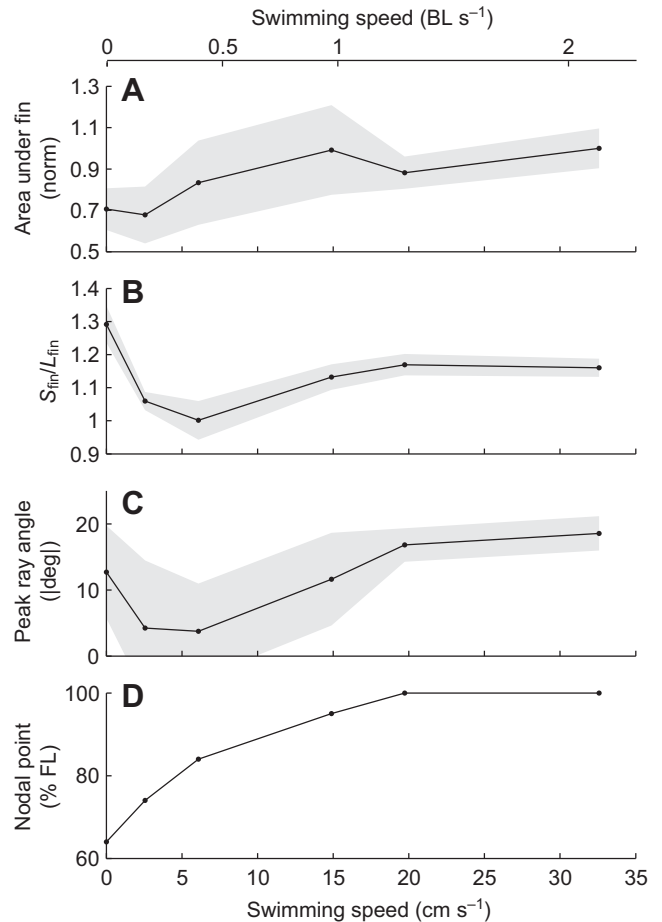 Swimming speed (BL s⁻¹)
0 0.5 1 2
A
Area under fin
(norm)
1.3
1.1
0.9
0.7
0.5
B
S_fin/L_fin
1.4
1.3
1.2
1.1
1
0.9
C
Peak ray angle
(|deg|)
20
10
0
D
Nodal point
(% FL)
100
80
60
0 5 10 15 20 25 30 35
Swimming speed (cm s⁻¹)